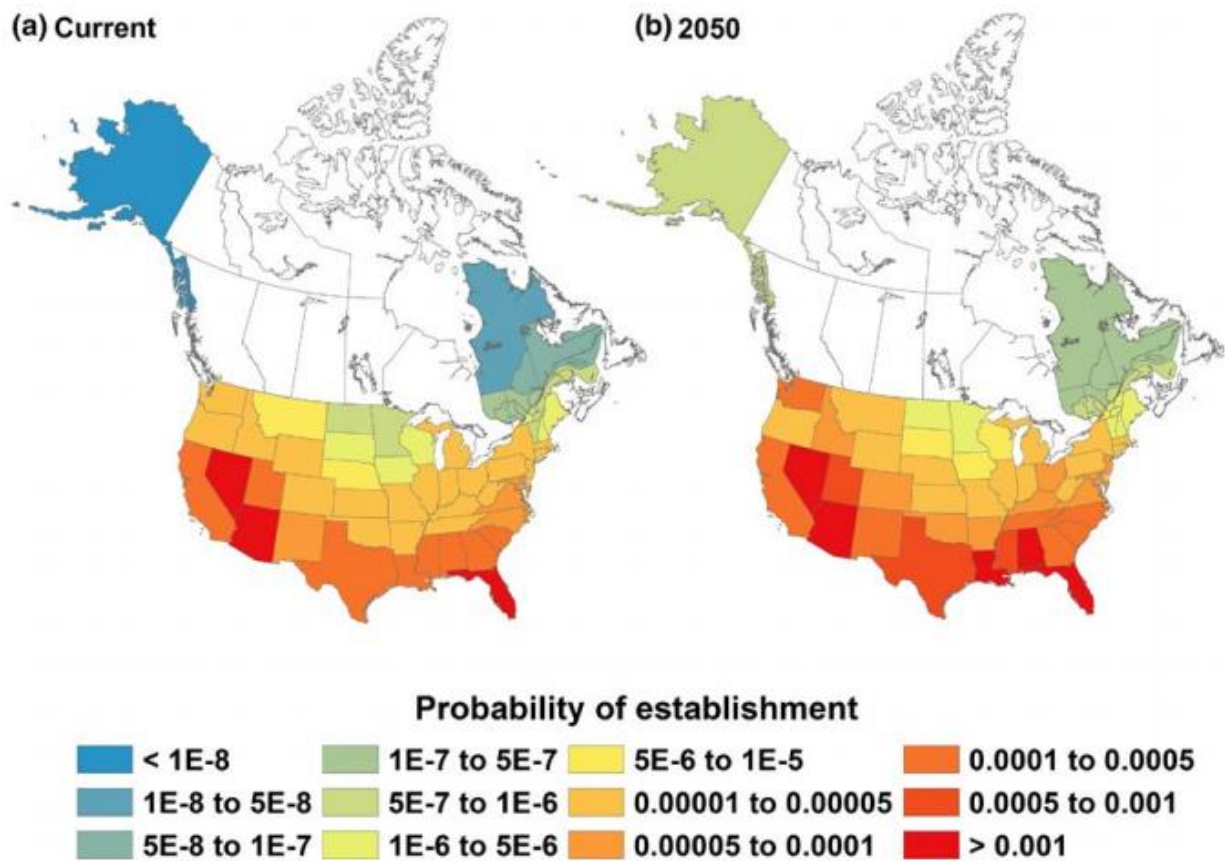 (a) Current
(b) 2050
Probability of establishment
< 1E-8
1E-8 to 5E-8
5E-8 to 1E-7
1E-7 to 5E-7
5E-7 to 1E-6
1E-6 to 5E-6
5E-6 to 1E-5
0.00001 to 0.00005
0.00005 to 0.0001
0.0001 to 0.0005
0.0005 to 0.001
> 0.001